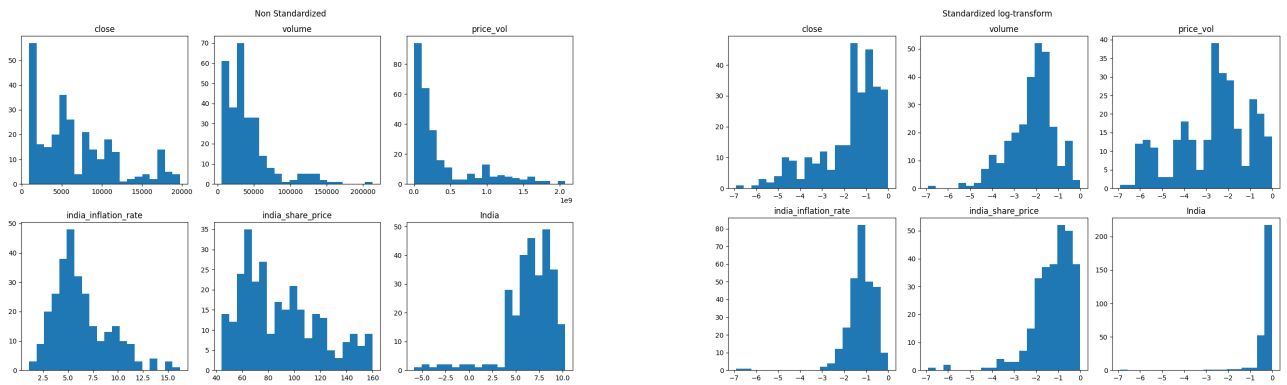 Non Standardized
Standardized log-transform
close
volume
price_vol
close
volume
price_vol
50
40
30
20
10
0
70
60
50
40
30
20
10
0
80
60
40
20
0
40
30
20
10
0
50
40
30
20
10
0
40
35
30
25
20
15
10
5
0
0 5000 10000 15000 20000
0 50000 100000 150000 200000
0.0 0.5 1.0 1.5 2.0
1e9
−7 −6 −5 −4 −3 −2 −1 0
−7 −6 −5 −4 −3 −2 −1 0
−7 −6 −5 −4 −3 −2 −1 0
india_inflation_rate
india_share_price
India
india_inflation_rate
india_share_price
India
50
40
30
20
10
0
35
30
25
20
15
10
5
0
50
40
30
20
10
0
80
70
60
50
40
30
20
10
0
50
40
30
20
10
0
200
150
100
50
0
2.5 5.0 7.5 10.0 12.5 15.0
40 60 80 100 120 140 160
−5.0 −2.5 0.0 2.5 5.0 7.5 10.0
−7 −6 −5 −4 −3 −2 −1 0
−7 −6 −5 −4 −3 −2 −1 0
−7 −6 −5 −4 −3 −2 −1 0